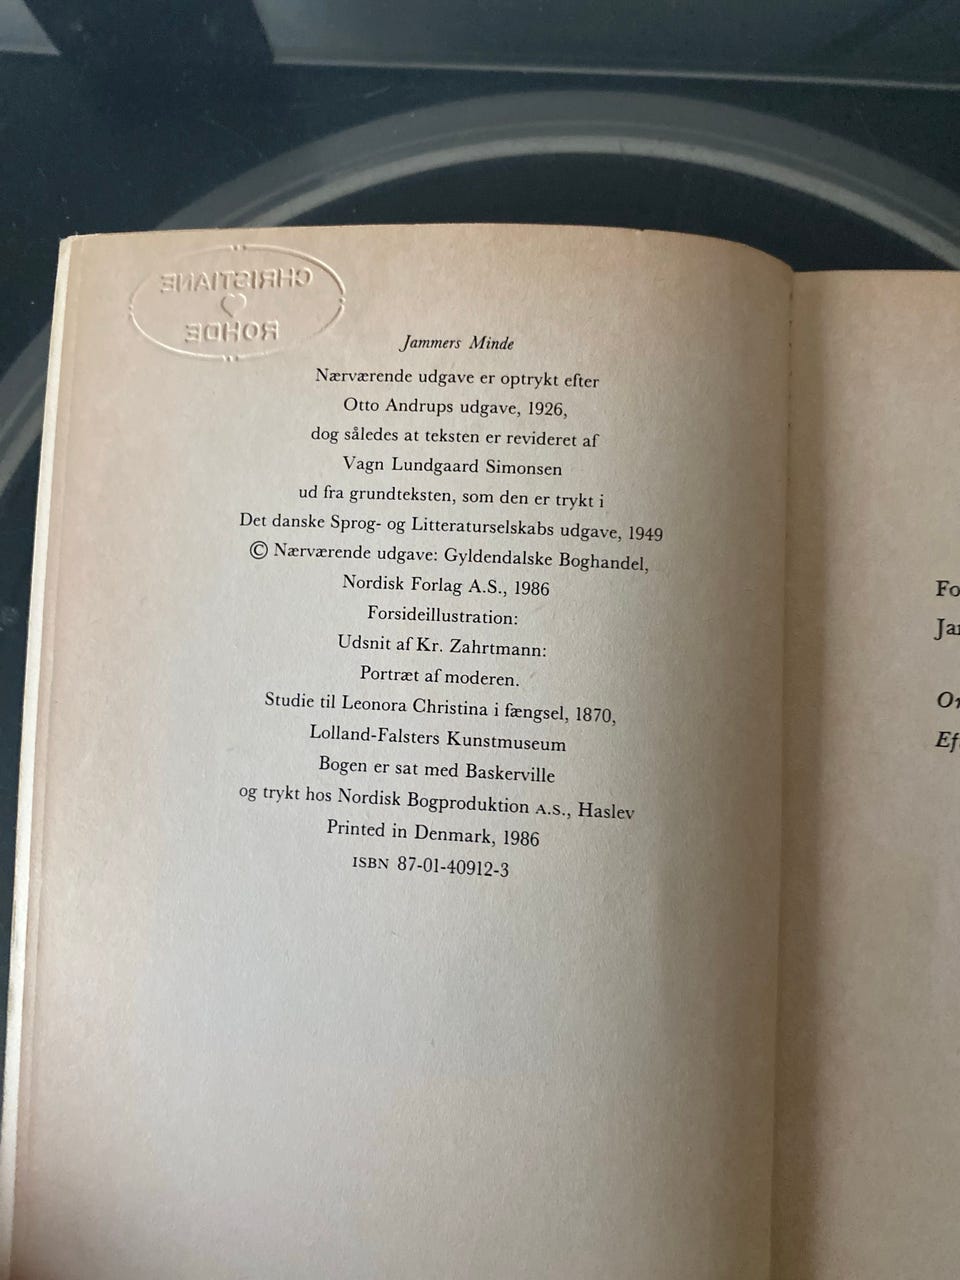 CHRISTIANE
ROHDE
Jammers Minde
Nærværende udgave er optrykt efter
Otto Andrups udgave, 1926,
dog således at teksten er revideret af
Vagn Lundgaard Simonsen
ud fra grundteksten, som den er trykt i
Det danske Sprog- og Litteraturselskabs udgave, 1949
© Nærværende udgave: Gyldendalske Boghandel,
Nordisk Forlag A.S., 1986
Forsideillustration:
Udsnit af Kr. Zahrtmann:
Portræt af moderen.
Studie til Leonora Christina i fængsel, 1870,
Lolland-Falsters Kunstmuseum
Bogen er sat med Baskerville
og trykt hos Nordisk Bogproduktion A.S., Haslev
Printed in Denmark, 1986
ISBN 87-01-40912-3